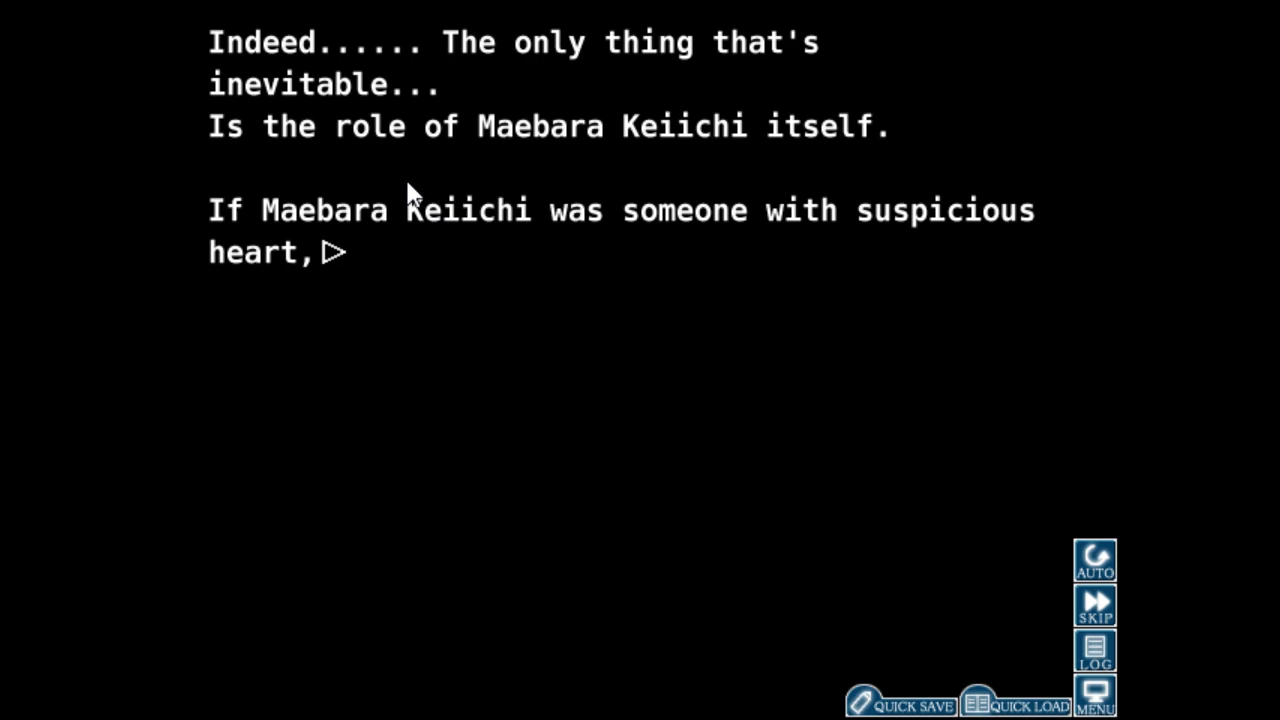 Indeed...... The only thing that's
inevitable...
Is the role of Maebara Keiichi itself.
If Maebara Keiichi was someone with suspicious
heart,
AUTO
SKIP
LOG
QUICK SAVE
QUICK LOAD
MENU